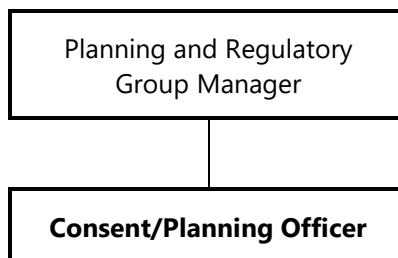 Planning and Regulatory
Group Manager
Consent/Planning Officer